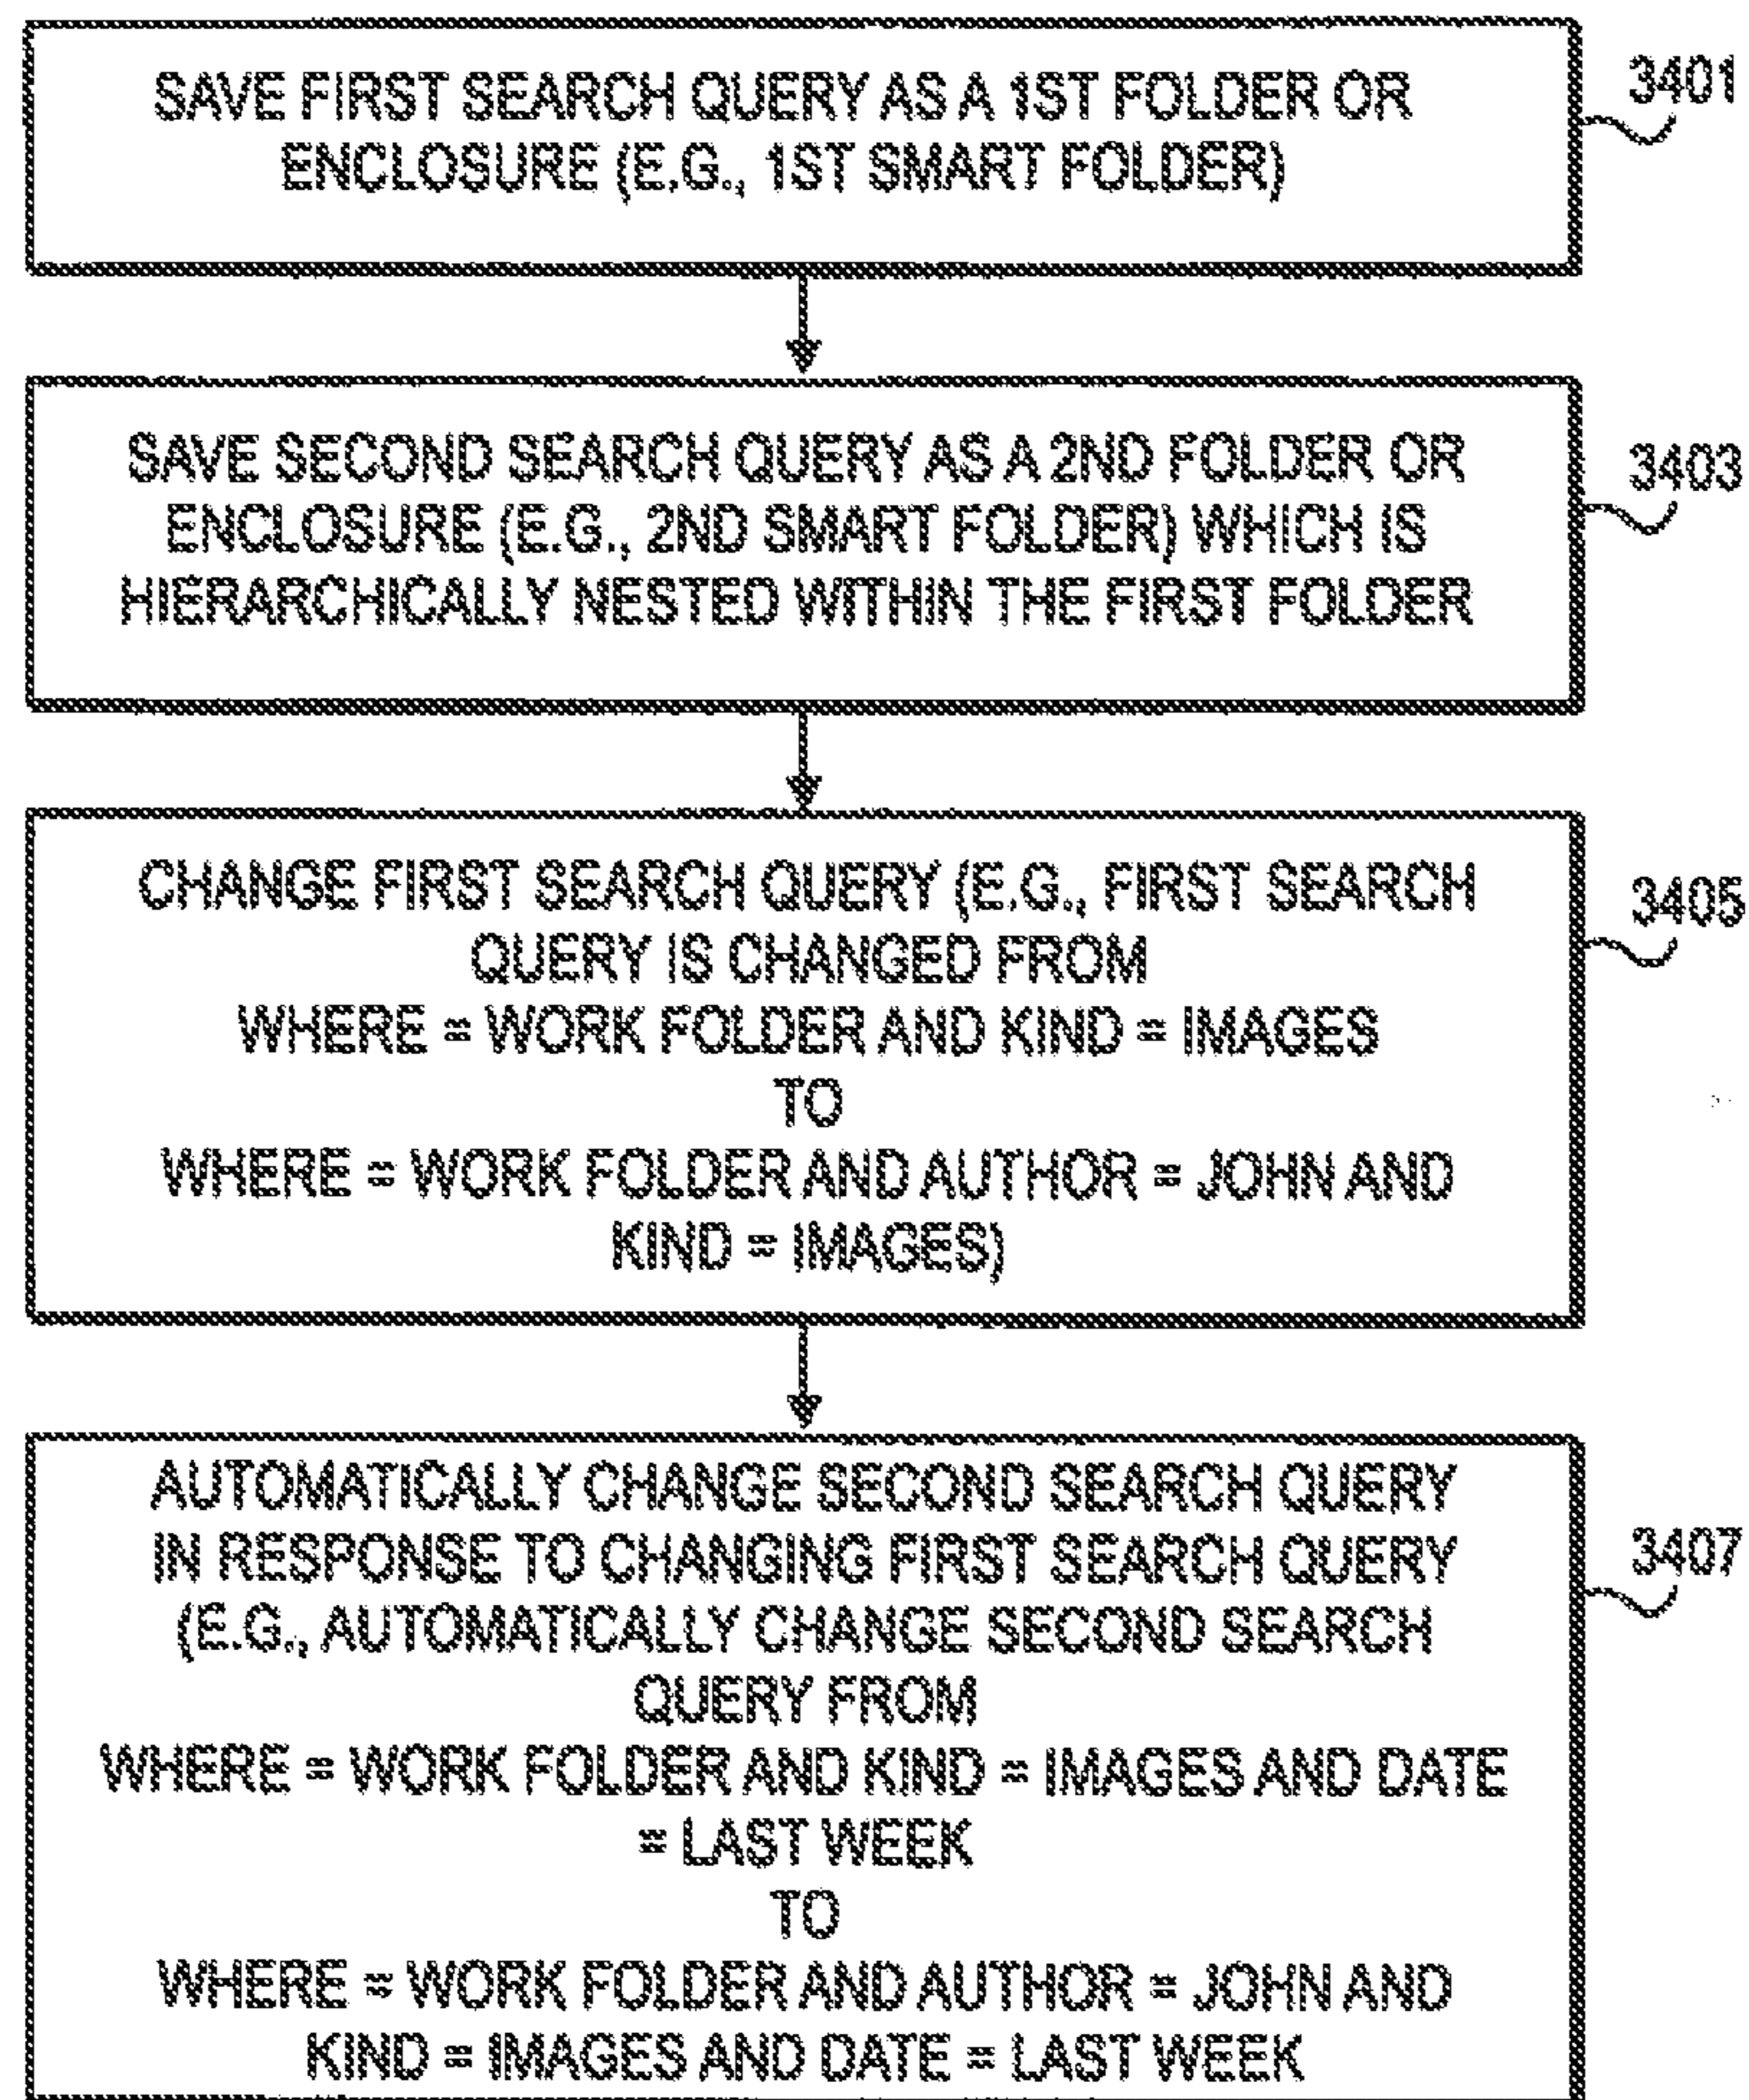 SAVE FIRST SEARCH QUERY AS A 1ST FOLDER OR
ENCLOSURE (E.G., 1ST SMART FOLDER)
3401
SAVE SECOND SEARCH QUERY AS A 2ND FOLDER OR
ENCLOSURE (E.G., 2ND SMART FOLDER) WHICH IS
HIERARCHICALLY NESTED WITHIN THE FIRST FOLDER
3403
CHANGE FIRST SEARCH QUERY (E.G., FIRST SEARCH
QUERY IS CHANGED FROM
WHERE = WORK FOLDER AND KIND = IMAGES
TO
WHERE = WORK FOLDER AND AUTHOR = JOHN AND
KIND = IMAGES)
3405
AUTOMATICALLY CHANGE SECOND SEARCH QUERY
IN RESPONSE TO CHANGING FIRST SEARCH QUERY
(E.G., AUTOMATICALLY CHANGE SECOND SEARCH
QUERY FROM
WHERE = WORK FOLDER AND KIND = IMAGES AND DATE
= LAST WEEK
TO
WHERE = WORK FOLDER AND AUTHOR = JOHN AND
KIND = IMAGES AND DATE = LAST WEEK
3407